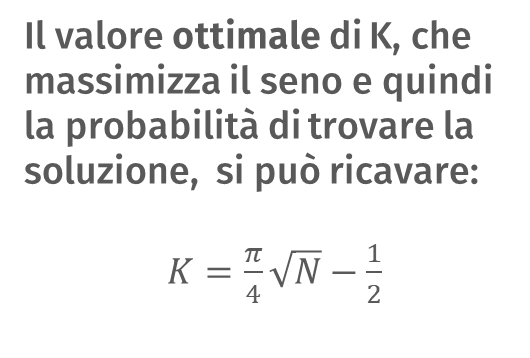 Il valore ottimale di K, che
massimizza il seno e quindi
la probabilità di trovare la
soluzione, si può ricavare:
K = π/4 √N − 1/2